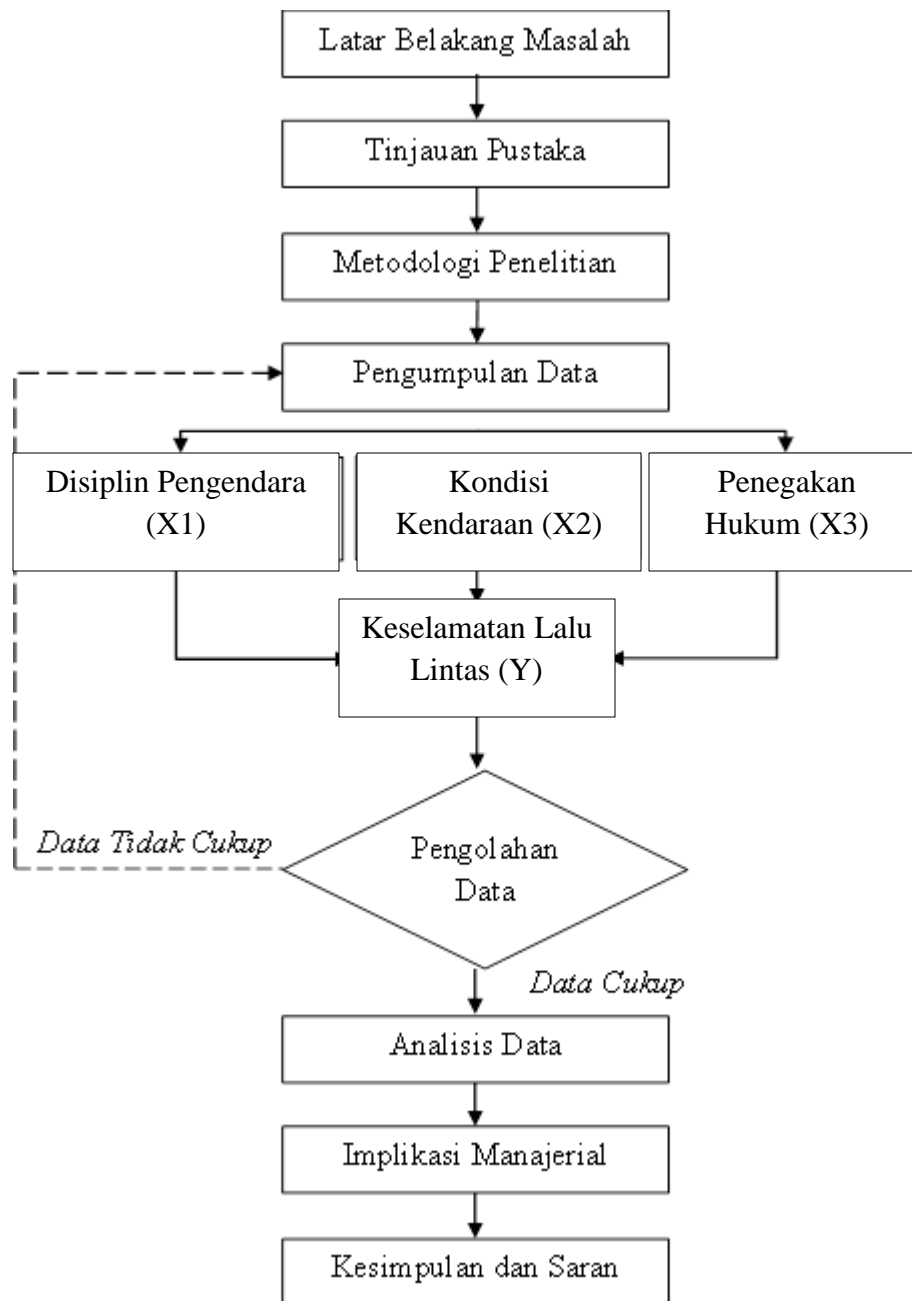 Latar Belakang Masalah
Tinjauan Pustaka
Metodologi Penelitian
Pengumpulan Data
Disiplin Pengendara
(X1)
Kondisi
Kendaraan (X2)
Penegakan
Hukum (X3)
Keselamatan Lalu
Lintas (Y)
Data Tidak Cukup
Pengolahan
Data
Data Cukup
Analisis Data
Implikasi Manajerial
Kesimpulan dan Saran